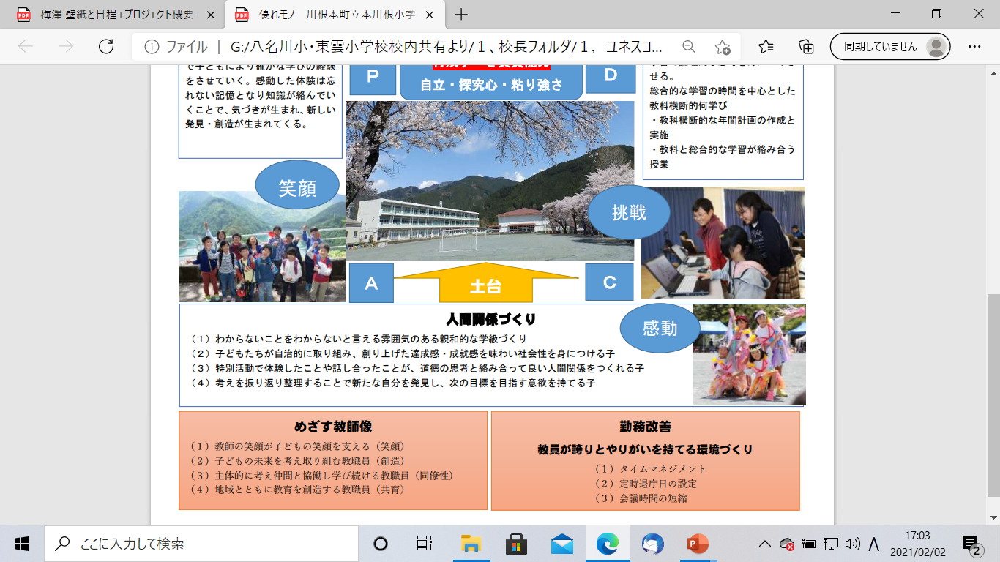 梅澤 壁紙と日程+プロジェクト概要+
優れモノ　川根本町立本川根小学
ファイル
G:/八名川小・東雲小学校校内共有より/１、校長フォルダ/１，ユネスコ...
同期していません
で子どもにより確かな学びの経験
をさせていく。感動した体験は忘
れない記憶となり知識が絡んでい
くことで、気づきが生まれ、新しい
発見・創造が生まれてくる。
P
自立・探究心・粘り強さ
D
せる。
総合的な学習の時間を中心とした
教科横断的何学び
・教科横断的な年間計画の作成と
実施
・教科と総合的な学習が絡み合う
授業
笑顔
挑戦
A
土台
C
人間関係づくり
感動
（１）わからないことをわからないと言える雰囲気のある親和的な学級づくり
（２）子どもたちが自治的に取り組み、創り上げた達成感・成就感を味わい社会性を身につける子
（３）特別活動で体験したことや話し合ったことが、道徳の思考と絡み合って良い人間関係をつくれる子
（４）考えを振り返り整理することで新たな自分を発見し、次の目標を目指す意欲を持てる子
めざす教師像
（１）教師の笑顔が子どもの笑顔を支える（笑顔）
（２）子どもの未来を考え取り組む教職員（創造）
（３）主体的に考え仲間と協働し学び続ける教職員（同僚性）
（４）地域とともに教育を創造する教職員（共育）
勤務改善
教員が誇りとやりがいを持てる環境づくり
（１）タイムマネジメント
（２）定時退庁日の設定
（３）会議時間の短縮
ここに入力して検索
A
17:03
2021/02/02
2